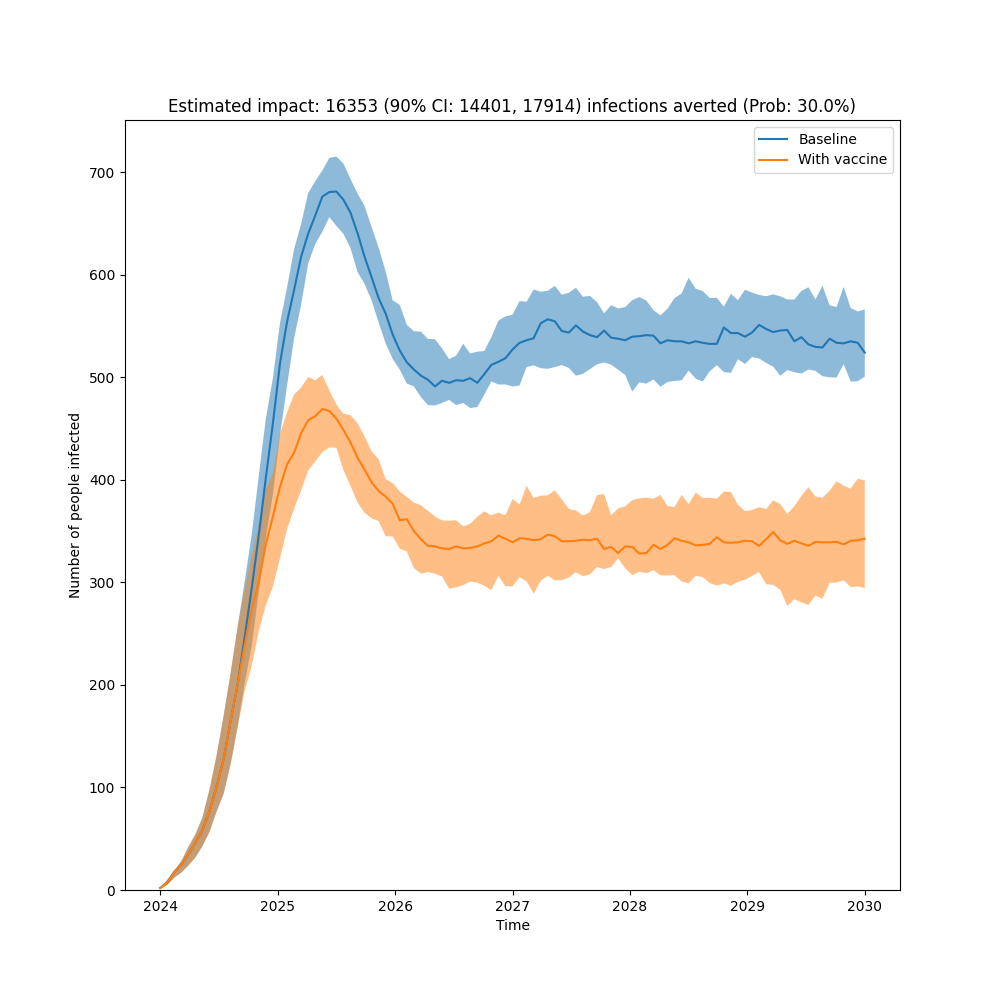 Estimated impact: 16353 (90% CI: 14401, 17914) infections averted (Prob: 30.0%)
Baseline
With vaccine
Number of people infected
700
600
500
400
300
200
100
0
2024 2025 2026 2027 2028 2029 2030
Time